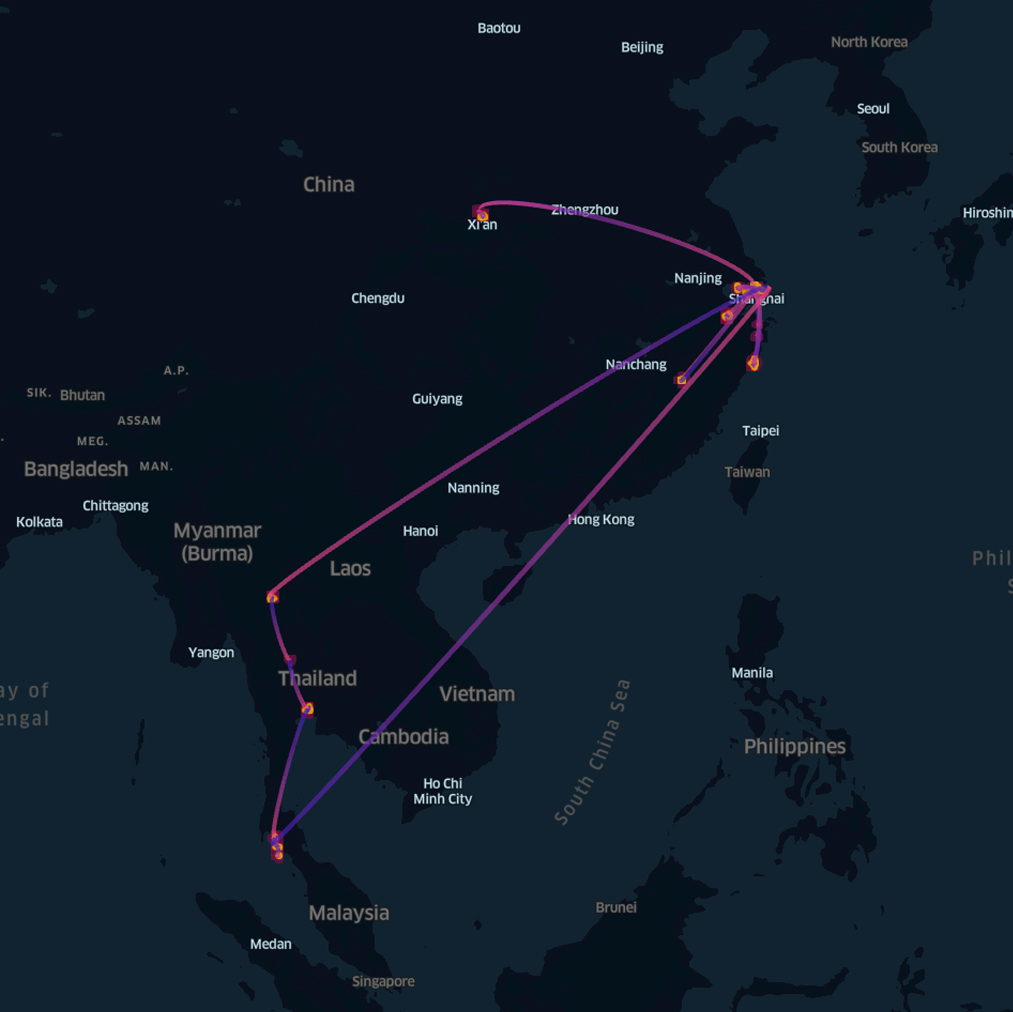 Baotou
Beijing
North Korea
Seoul
South Korea
China
Zhengzhou
Hiroshim
Xi'an
Nanjing
Shanghai
Chengdu
Nanchang
A.P.
SIK.
Bhutan
Guiyang
ASSAM
MEG.
Taipei
Bangladesh
MAN.
Taiwan
Nanning
Chittagong
Kolkata
Hong Kong
Myanmar
(Burma)
Hanoi
Laos
Phil
S
Yangon
Thailand
Manila
ay of
engal
Vietnam
South China Sea
Cambodia
Philippines
Ho Chi
Minh City
Brunei
Malaysia
Medan
Singapore